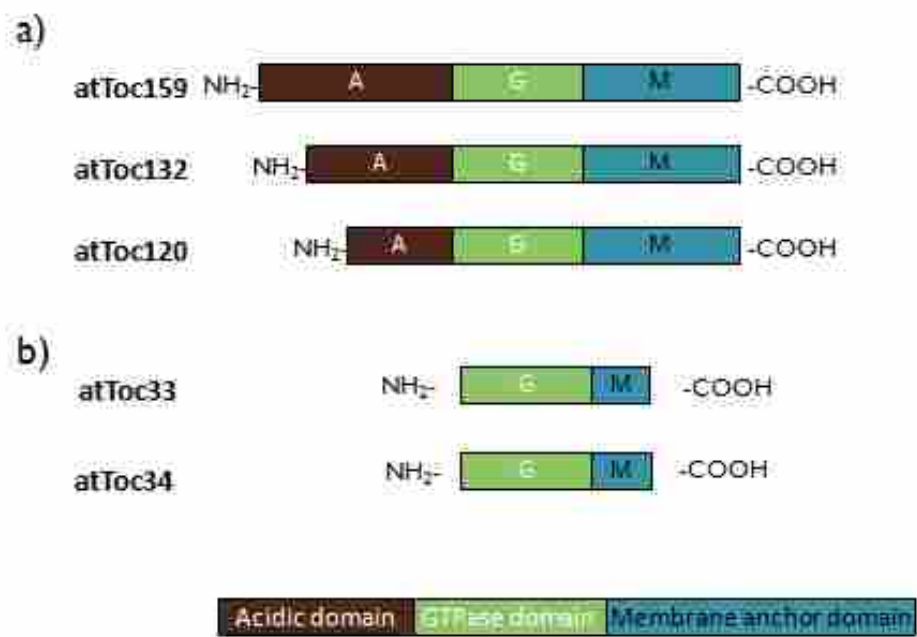 a)
atToc159 NH₂- A G M -COOH
atToc132 NH₂- A G M -COOH
atToc120 NH₂- A G M -COOH
b)
atToc33 NH₂- G M -COOH
atToc34 NH₂- G M -COOH
Acidic domain GTPase domain Membrane anchor domain